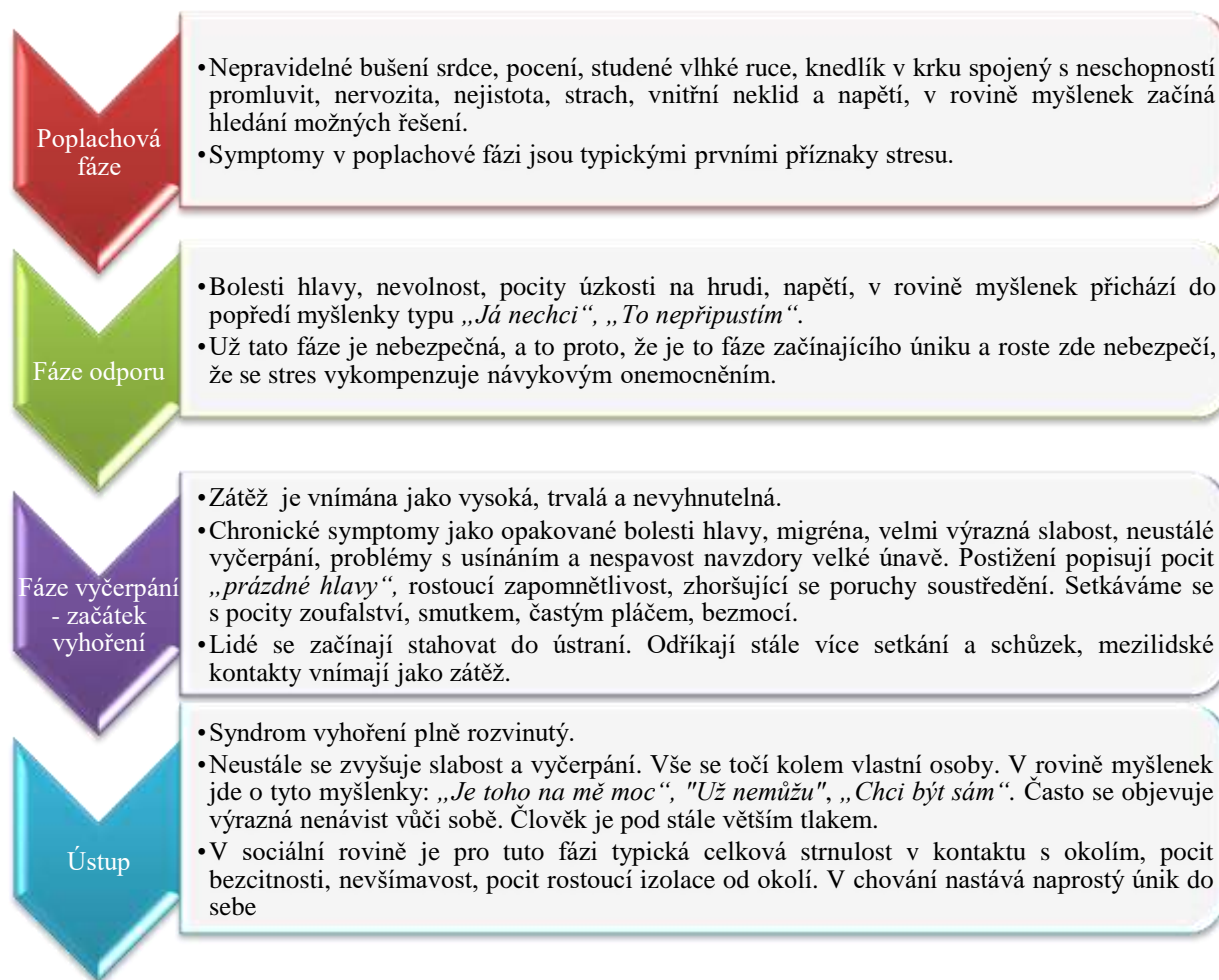 Poplachová
fáze
•Nepravidelné bušení srdce, pocení, studené vlhké ruce, knedlík v krku spojený s neschopností
promluvit, nervozita, nejistota, strach, vnitřní neklid a napětí, v rovině myšlenek začíná
hledání možných řešení.
•Symptomy v poplachové fázi jsou typickými prvními příznaky stresu.
Fáze odporu
•Bolesti hlavy, nevolnost, pocity úzkosti na hrudi, napětí, v rovině myšlenek přichází do
popředí myšlenky typu „Já nechci“, „To nepřipustím“.
•Už tato fáze je nebezpečná, a to proto, že je to fáze začínajícího úniku a roste zde nebezpečí,
že se stres vykompenzuje návykovým onemocněním.
Fáze vyčerpání
- začátek
vyhoření
•Zátěž je vnímána jako vysoká, trvalá a nevyhnutelná.
•Chronické symptomy jako opakované bolesti hlavy, migréna, velmi výrazná slabost, neustálé
vyčerpání, problémy s usínáním a nespavost navzdory velké únavě. Postižení popisují pocit
„prázdné hlavy“, rostoucí zapomnětlivost, zhoršující se poruchy soustředění. Setkáváme se
s pocity zoufalství, smutkem, častým pláčem, bezmocí.
•Lidé se začínají stahovat do ústraní. Odříkají stále více setkání a schůzek, mezilidské
kontakty vnímají jako zátěž.
Ústup
•Syndrom vyhoření plně rozvinutý.
•Neustále se zvyšuje slabost a vyčerpání. Vše se točí kolem vlastní osoby. V rovině myšlenek
jde o tyto myšlenky: „Je toho na mě moc“, "Už nemůžu", „Chci být sám“. Často se objevuje
výrazná nenávist vůči sobě. Člověk je pod stále větším tlakem.
•V sociální rovině je pro tuto fázi typická celková strnulost v kontaktu s okolím, pocit
bezcitnosti, nevšímavost, pocit rostoucí izolace od okolí. V chování nastává naprostý únik do
sebe